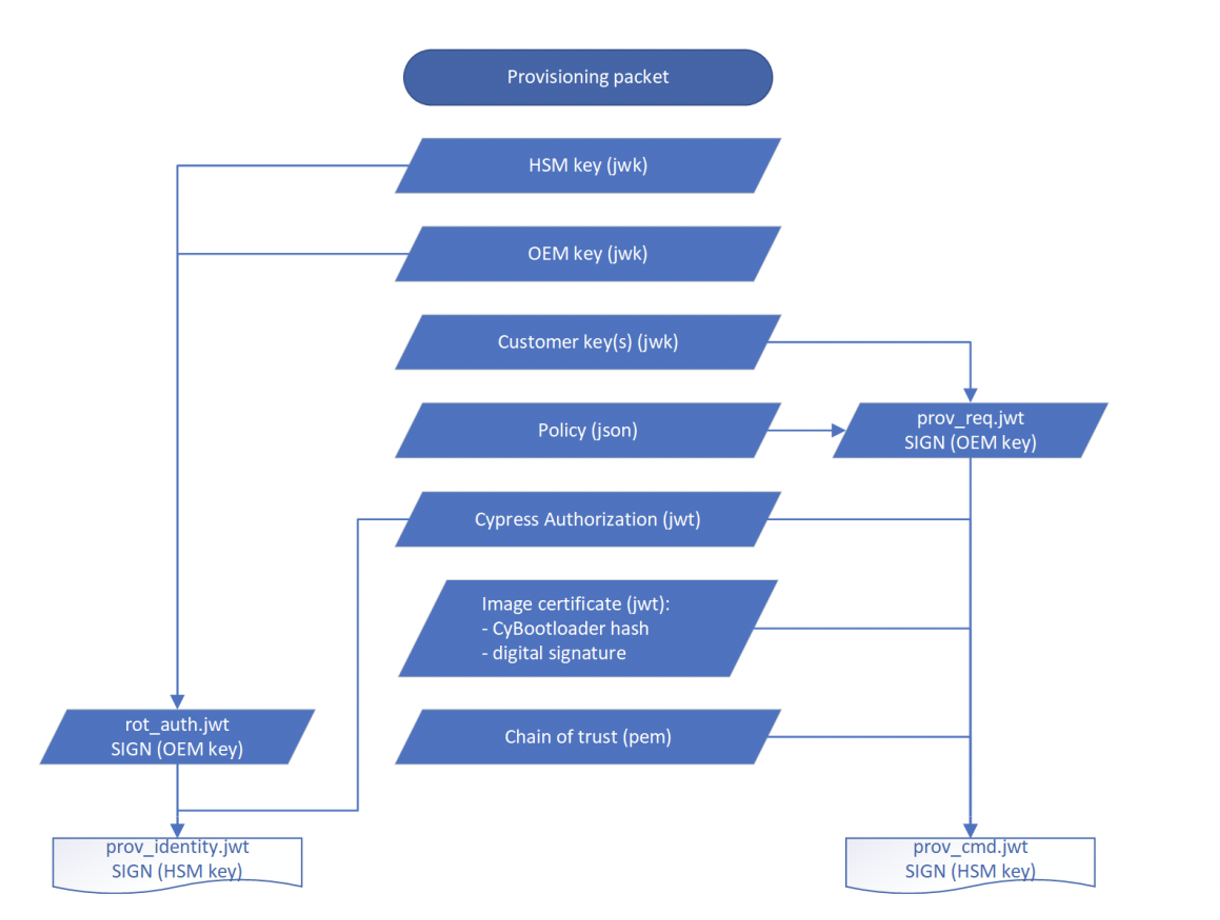 Provisioning packet
HSM key (jwk)
OEM key (jwk)
Customer key(s) (jwk)
Policy (json)
prov_req.jwt
SIGN (OEM key)
Cypress Authorization (jwt)
Image certificate (jwt):
- CyBootloader hash
- digital signature
rot_auth.jwt
SIGN (OEM key)
Chain of trust (pem)
prov_identity.jwt
SIGN (HSM key)
prov_cmd.jwt
SIGN (HSM key)